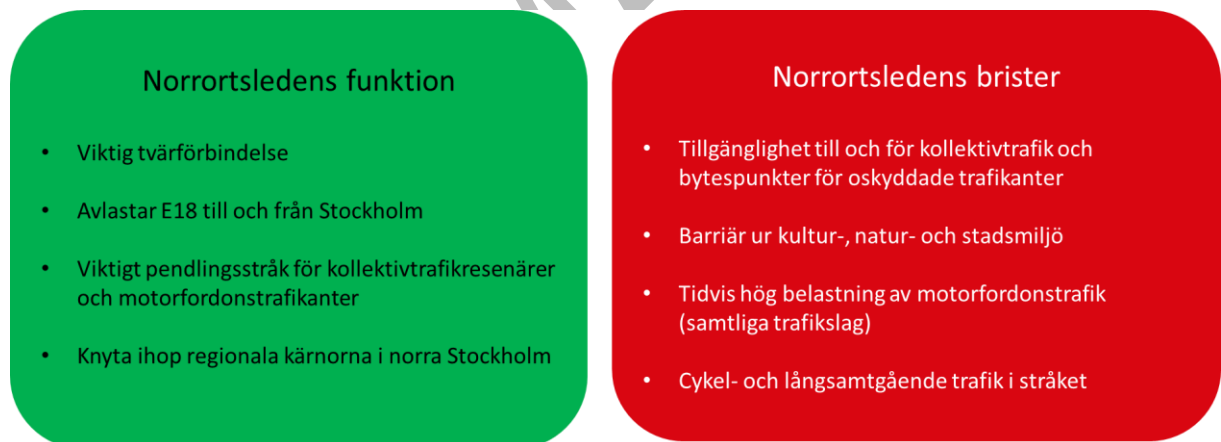 Norrortsledens funktion
• Viktig tvärförbindelse
• Avlastar E18 till och från Stockholm
• Viktigt pendlingsstråk för kollektivtrafikresenärer
och motorfordonstrafikanter
• Knyta ihop regionala kärnorna i norra Stockholm
Norrortsledens brister
• Tillgänglighet till och för kollektivtrafik och
bytespunkter för oskyddade trafikanter
• Barriär ur kultur-, natur- och stadsmiljö
• Tidvis hög belastning av motorfordonstrafik
(samtliga trafikslag)
• Cykel- och långsamtgående trafik i stråket